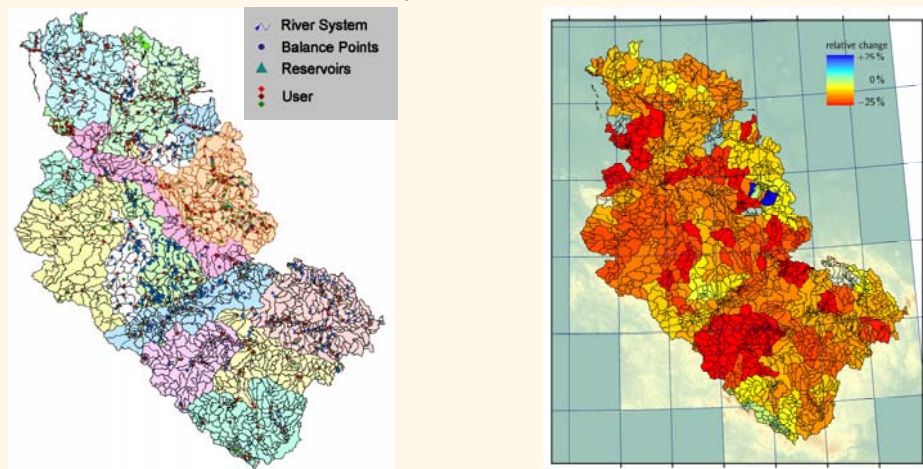 River System
Balance Points
Reservoirs
User
relative change
+25 %
0 %
−25 %